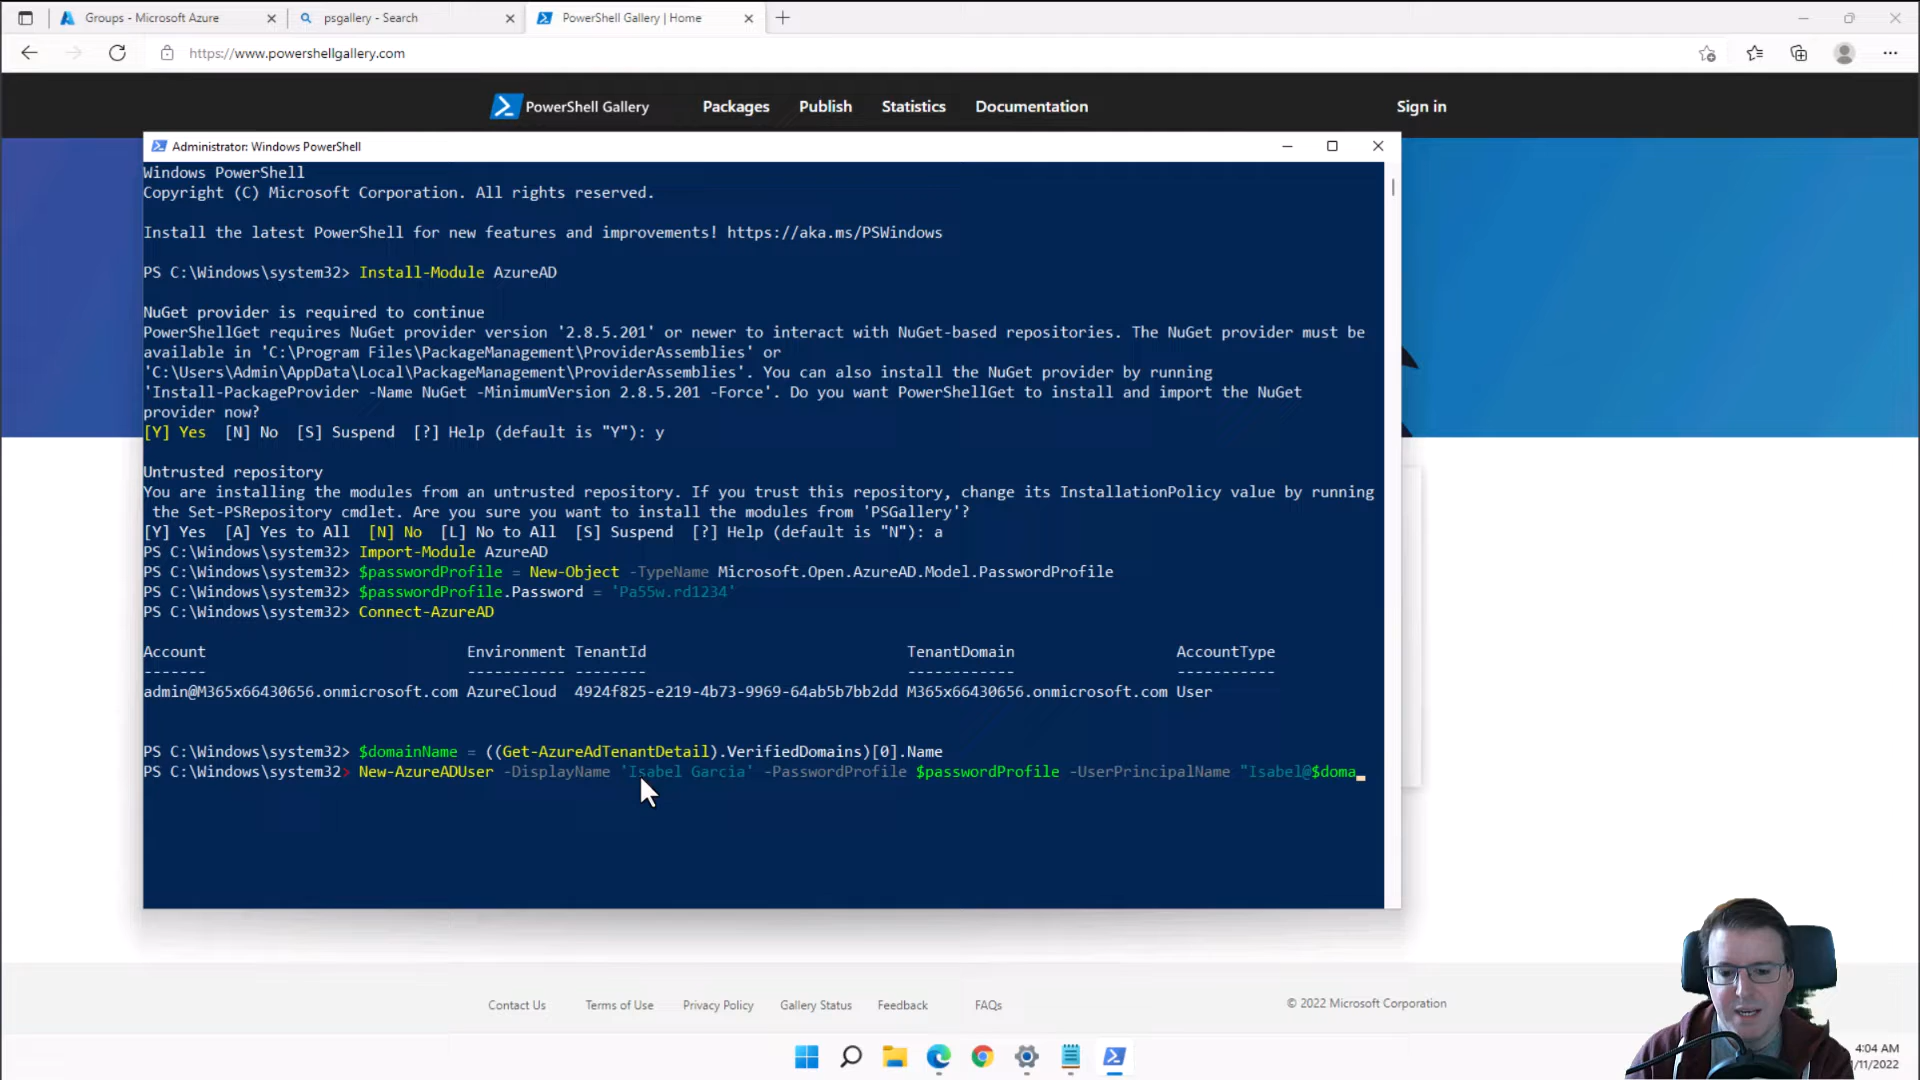 Groups - Microsoft Azure
psgallery - Search
PowerShell Gallery | Home
https://www.powershellgallery.com
PowerShell Gallery
Packages
Publish
Statistics
Documentation
Sign in
Administrator: Windows PowerShell
Windows PowerShell
Copyright (C) Microsoft Corporation. All rights reserved.
Install the latest PowerShell for new features and improvements! https://aka.ms/PSWindows
PS C:\Windows\system32> Install-Module AzureAD
NuGet provider is required to continue
PowerShellGet requires NuGet provider version '2.8.5.201' or newer to interact with NuGet-based repositories. The NuGet provider must be
available in 'C:\Program Files\PackageManagement\ProviderAssemblies' or
'C:\Users\Admin\AppData\Local\PackageManagement\ProviderAssemblies'. You can also install the NuGet provider by running
'Install-PackageProvider -Name NuGet -MinimumVersion 2.8.5.201 -Force'. Do you want PowerShellGet to install and import the NuGet
provider now?
[Y] Yes  [N] No  [S] Suspend  [?] Help (default is "Y"): y
Untrusted repository
You are installing the modules from an untrusted repository. If you trust this repository, change its InstallationPolicy value by running
the Set-PSRepository cmdlet. Are you sure you want to install the modules from 'PSGallery'?
[Y] Yes  [A] Yes to All  [N] No  [L] No to All  [S] Suspend  [?] Help (default is "N"): a
PS C:\Windows\system32> Import-Module AzureAD
PS C:\Windows\system32> $passwordProfile = New-Object -TypeName Microsoft.Open.AzureAD.Model.PasswordProfile
PS C:\Windows\system32> $passwordProfile.Password = 'Pa55w.rd1234'
PS C:\Windows\system32> Connect-AzureAD
Account Environment TenantId TenantDomain AccountType
------- ----------- -------- ------------ -----------
admin@M365x66430656.onmicrosoft.com AzureCloud 4924f825-e219-4b73-9969-64ab5b7bb2dd M365x66430656.onmicrosoft.com User
PS C:\Windows\system32> $domainName = ((Get-AzureAdTenantDetail).VerifiedDomains)[0].Name
PS C:\Windows\system32> New-AzureADUser -DisplayName 'Isabel Garcia' -PasswordProfile $passwordProfile -UserPrincipalName "Isabel@$doma
Contact Us
Terms of Use
Privacy Policy
Gallery Status
Feedback
FAQs
© 2022 Microsoft Corporation
4:04 AM
/11/2022